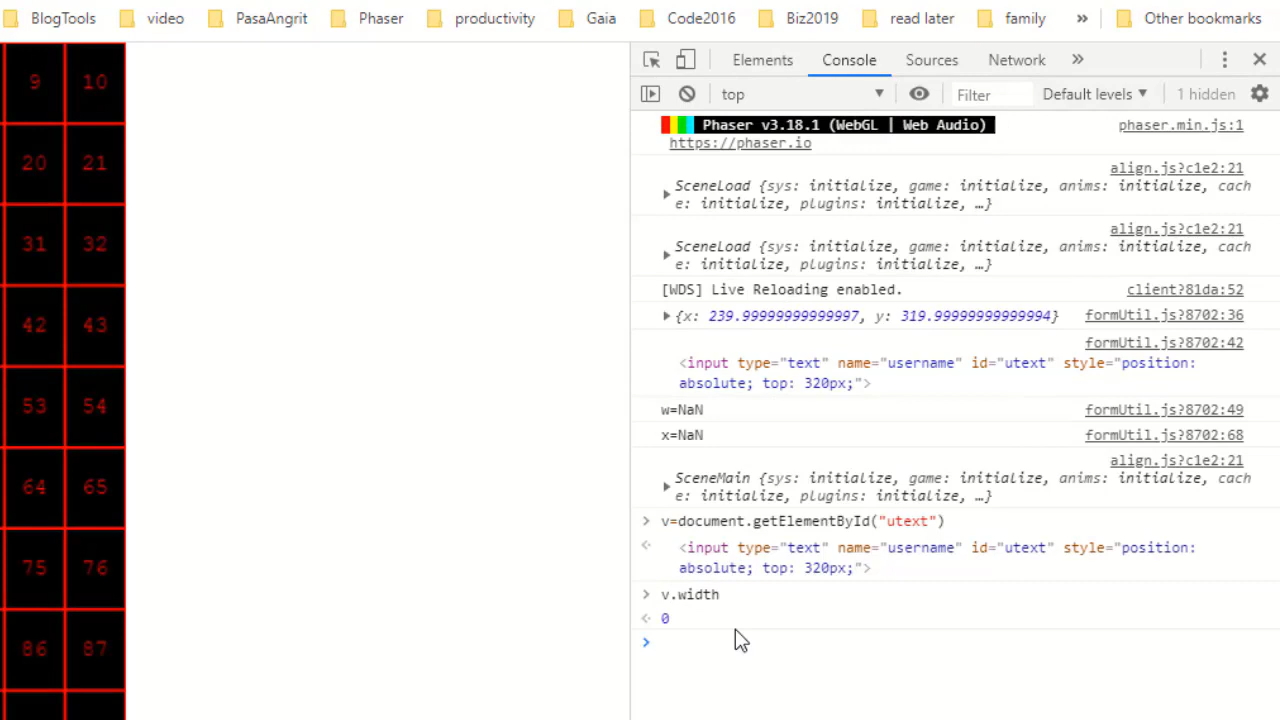 BlogTools video PasaAngrit Phaser productivity Gaia Code2016 Biz2019 read later family » Other bookmarks
9 10
20 21
31 32
42 43
53 54
64 65
75 76
86 87
Elements Console Sources Network »
top Filter Default levels 1 hidden
Phaser v3.18.1 (WebGL | Web Audio) phaser.min.js:1
https://phaser.io
align.js?c1e2:21
SceneLoad {sys: initialize, game: initialize, anims: initialize, cach
e: initialize, plugins: initialize, …}
align.js?c1e2:21
SceneLoad {sys: initialize, game: initialize, anims: initialize, cach
e: initialize, plugins: initialize, …}
[WDS] Live Reloading enabled. client?81da:52
{x: 239.99999999999997, y: 319.99999999999994} formUtil.js?8702:36
formUtil.js?8702:42
<input type="text" name="username" id="utext" style="position:
absolute; top: 320px;">
w=NaN formUtil.js?8702:49
x=NaN formUtil.js?8702:68
align.js?c1e2:21
SceneMain {sys: initialize, game: initialize, anims: initialize, cach
e: initialize, plugins: initialize, …}
> v=document.getElementById("utext")
<input type="text" name="username" id="utext" style="position:
absolute; top: 320px;">
> v.width
0
>